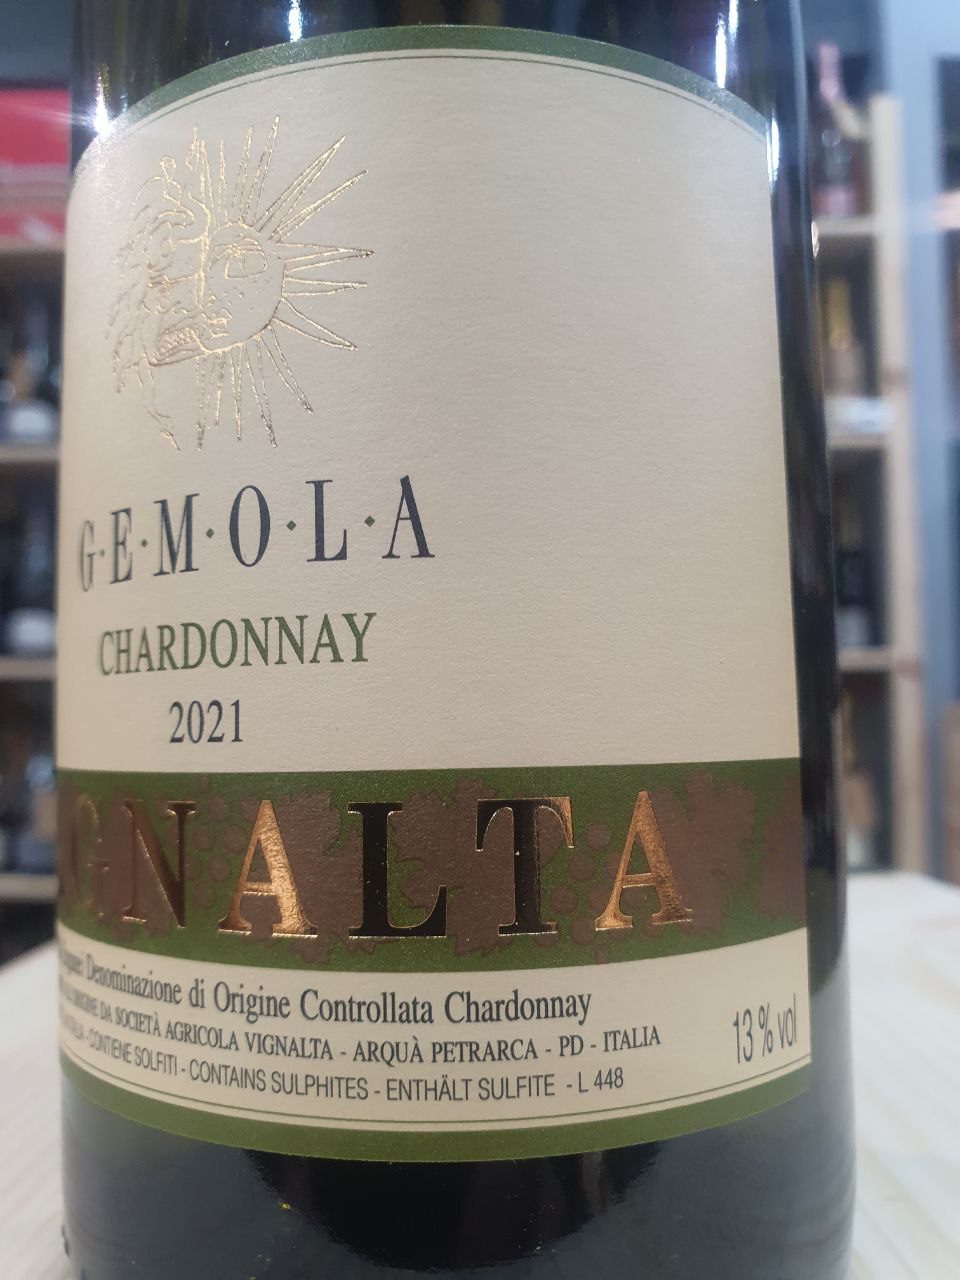 G·E·M·O·L·A
CHARDONNAY
2021
GNALTA
Denominazione di Origine Controllata Chardonnay
ORIGINE DA SOCIETÀ AGRICOLA VIGNALTA - ARQUÀ PETRARCA - PD - ITALIA
13 % vol
- CONTIENE SOLFITI - CONTAINS SULPHITES - ENTHÄLT SULFITE - L 448